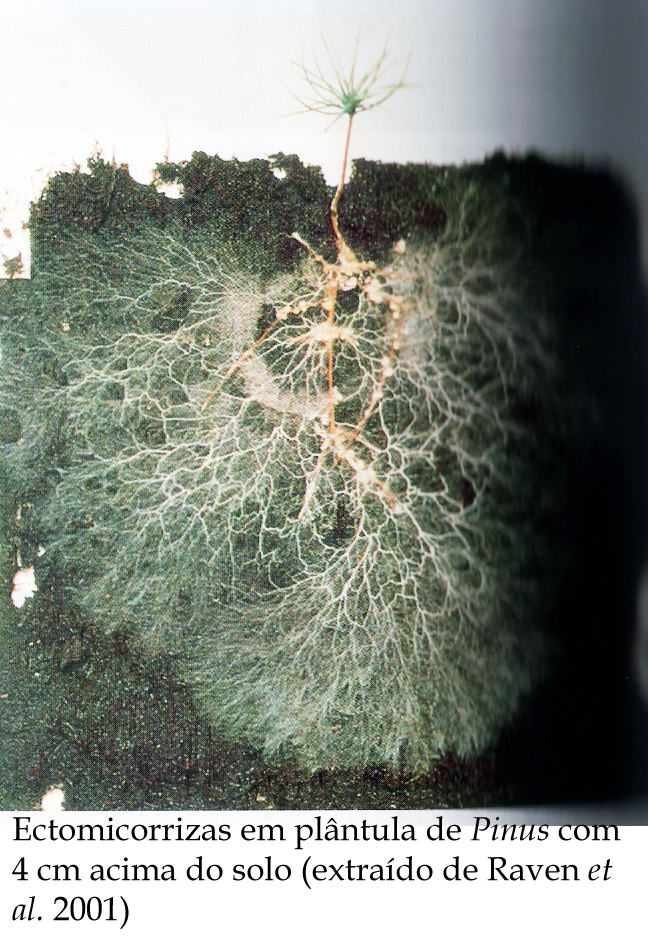 Ectomicorrizas em plântula de Pinus com
4 cm acima do solo (extraído de Raven et
al. 2001)